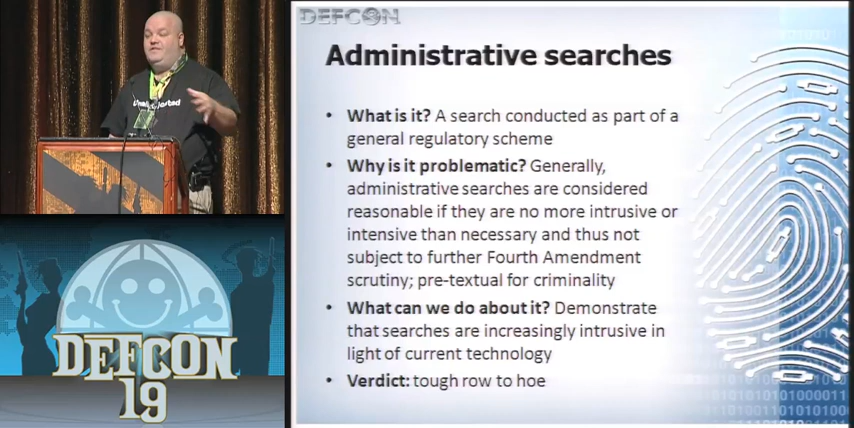 DEFCON
Administrative searches
• What is it? A search conducted as part of a
general regulatory scheme
• Why is it problematic? Generally,
administrative searches are considered
reasonable if they are no more intrusive or
intensive than necessary and thus not
subject to further Fourth Amendment
scrutiny; pre-textual for criminality
• What can we do about it? Demonstrate
that searches are increasingly intrusive in
light of current technology
• Verdict: tough row to hoe
DEFCON
19